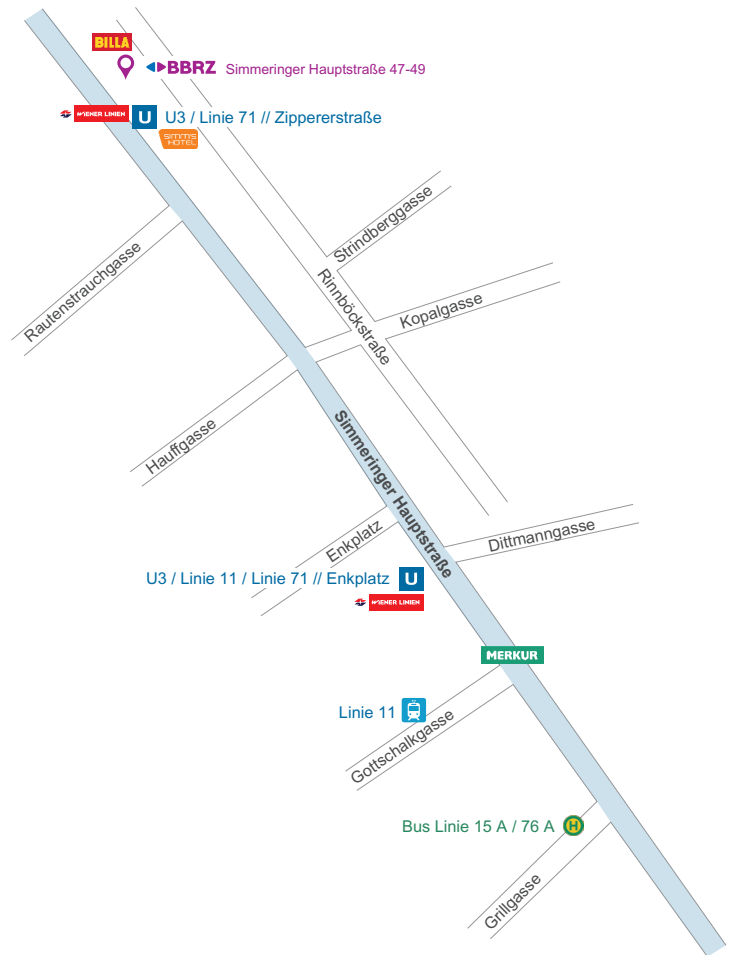 BILLA
BBRZ Simmeringer Hauptstraße 47-49
WIENER LINIEN U U3 / Linie 71 // Zippererstraße
SIMM'S
HOTEL
Strindberggasse
Rautenstrauchgasse
Rinnböckstraße
Kopalgasse
Hauffgasse
Simmeringer Hauptstraße
Enkplatz
Dittmanngasse
U3 / Linie 11 / Linie 71 // Enkplatz U
WIENER LINIEN
MERKUR
Linie 11
Gottschalkgasse
Bus Linie 15 A / 76 A H
Grillgasse